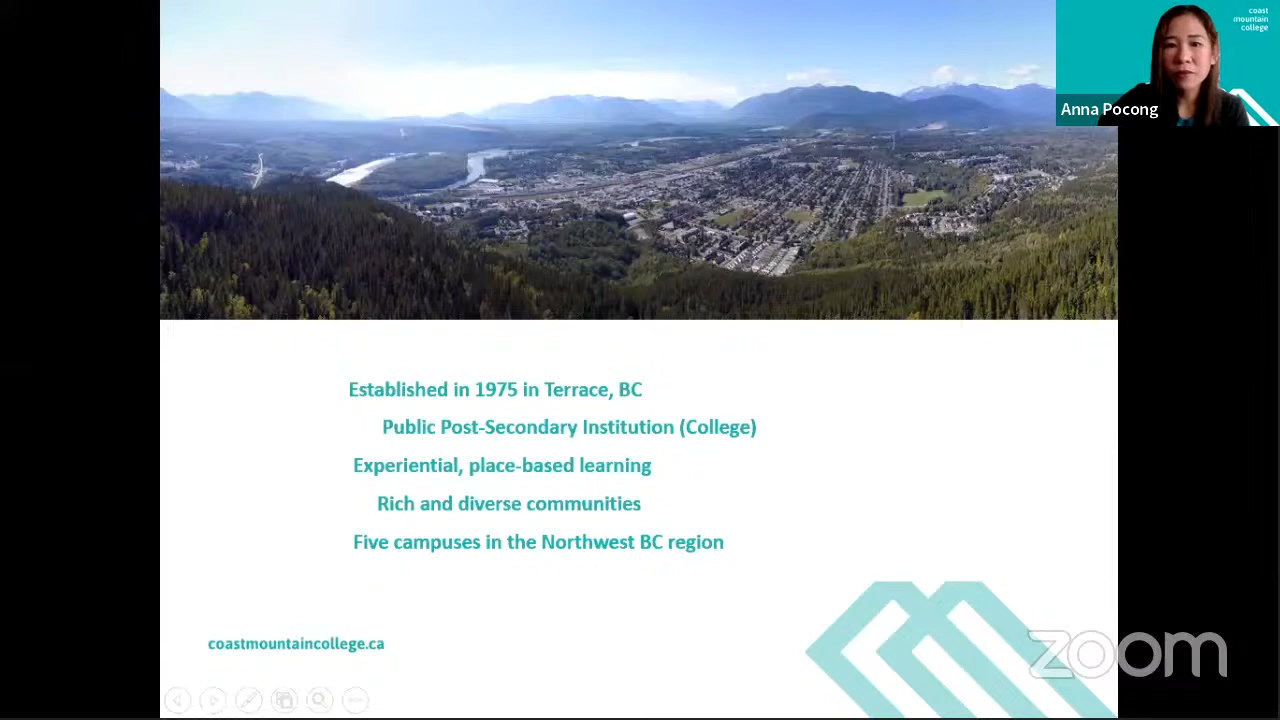 coast
mountain
college
Anna Pocong
Established in 1975 in Terrace, BC
Public Post-Secondary Institution (College)
Experiential, place-based learning
Rich and diverse communities
Five campuses in the Northwest BC region
coastmountaincollege.ca
zoom